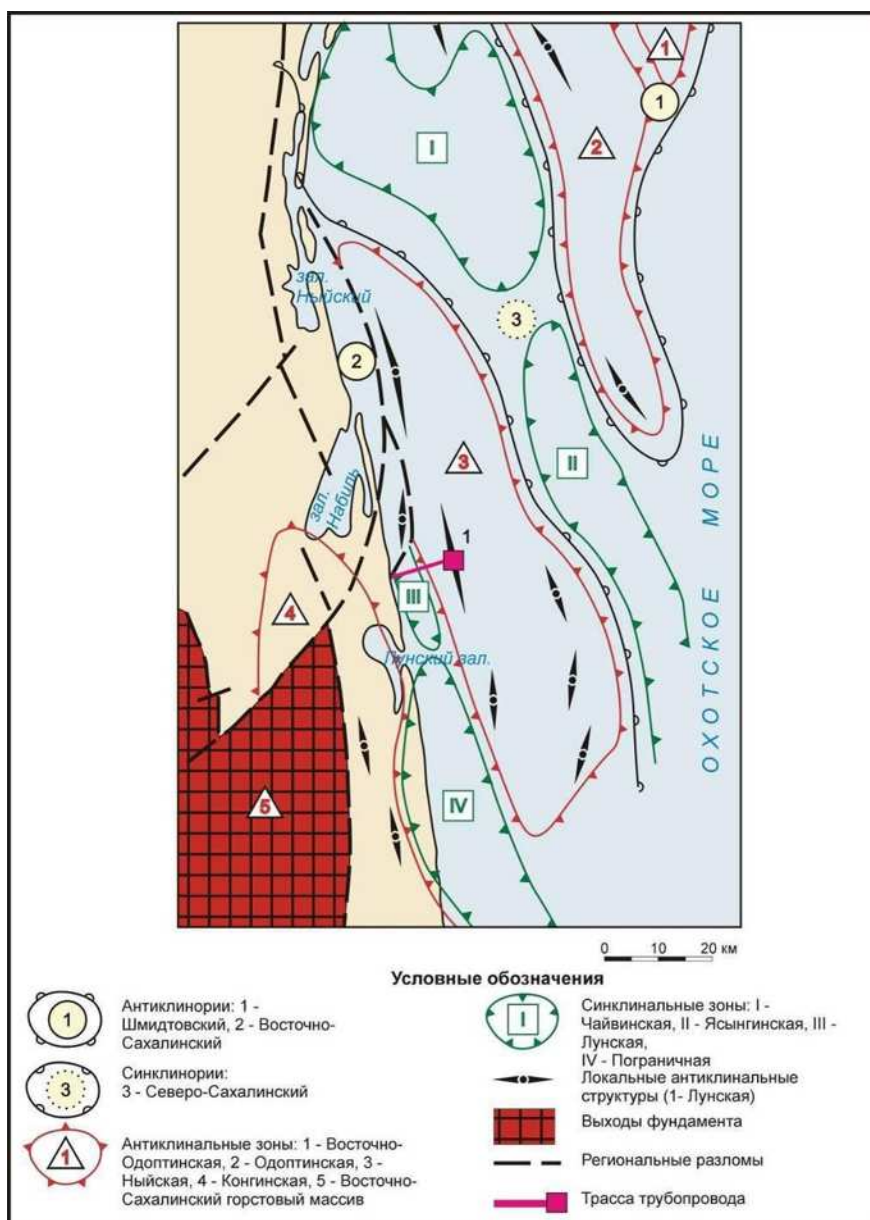 1
1
2
I
зал.
Ныйский
3
2
3
II
зал. Набиль
1
III
4
Лунский зал.
ОХОТСКОЕ МОРЕ
5
IV
0 10 20 км
Условные обозначения
1
Антиклинории: 1 -
Шмидтовский, 2 - Восточно-
Сахалинский
3
Синклинории:
3 - Северо-Сахалинский
1
Антиклинальные зоны: 1 - Восточно-
Одоптинская, 2 - Одоптинская, 3 -
Ныйская, 4 - Конгинская, 5 - Восточно-
Сахалинский горстовый массив
I
Синклинальные зоны: I -
Чайвинская, II - Ясынгинская, III -
Лунская,
IV - Пограничная
Локальные антиклинальные
структуры (1- Лунская)
Выходы фундамента
Региональные разломы
Трасса трубопровода